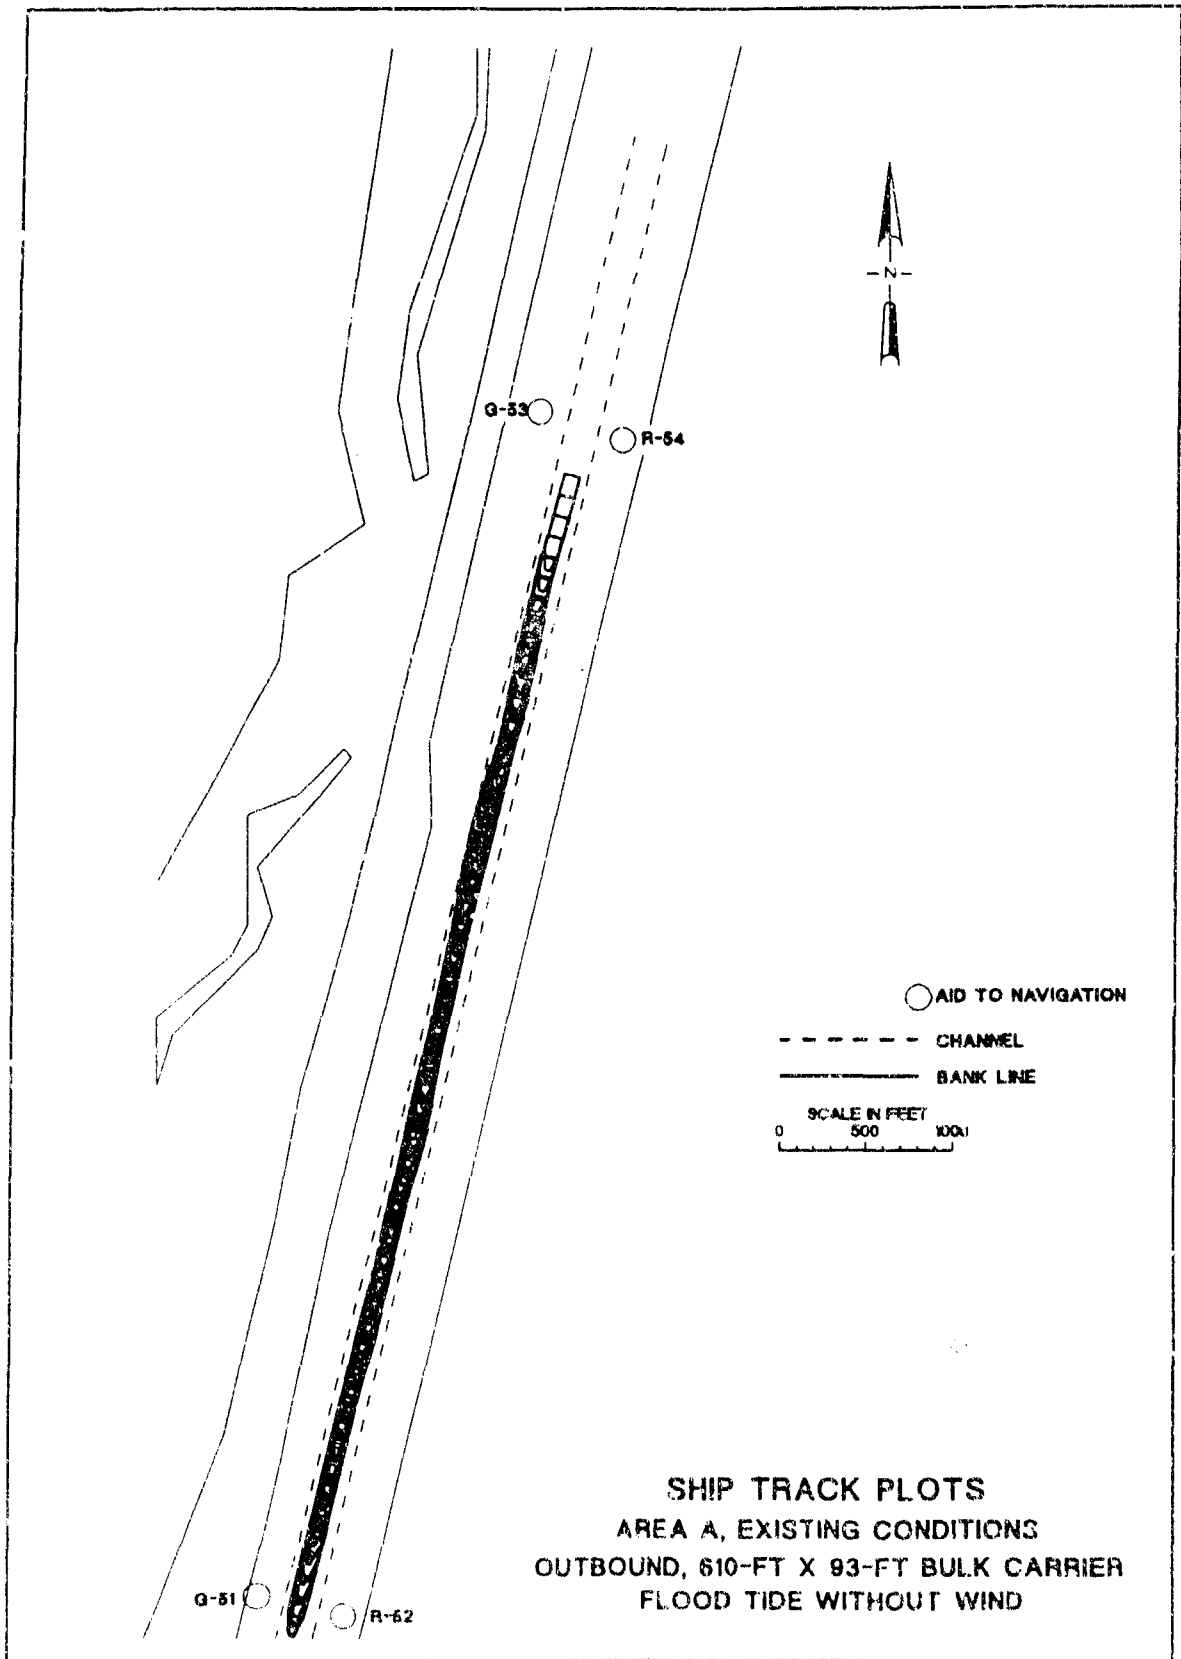 G-53
R-54
-N-
AID TO NAVIGATION
CHANNEL
BANK LINE
SCALE IN FEET
0 500 1000
SHIP TRACK PLOTS
AREA A, EXISTING CONDITIONS
OUTBOUND, 610-FT X 93-FT BULK CARRIER
FLOOD TIDE WITHOUT WIND
G-51
R-52